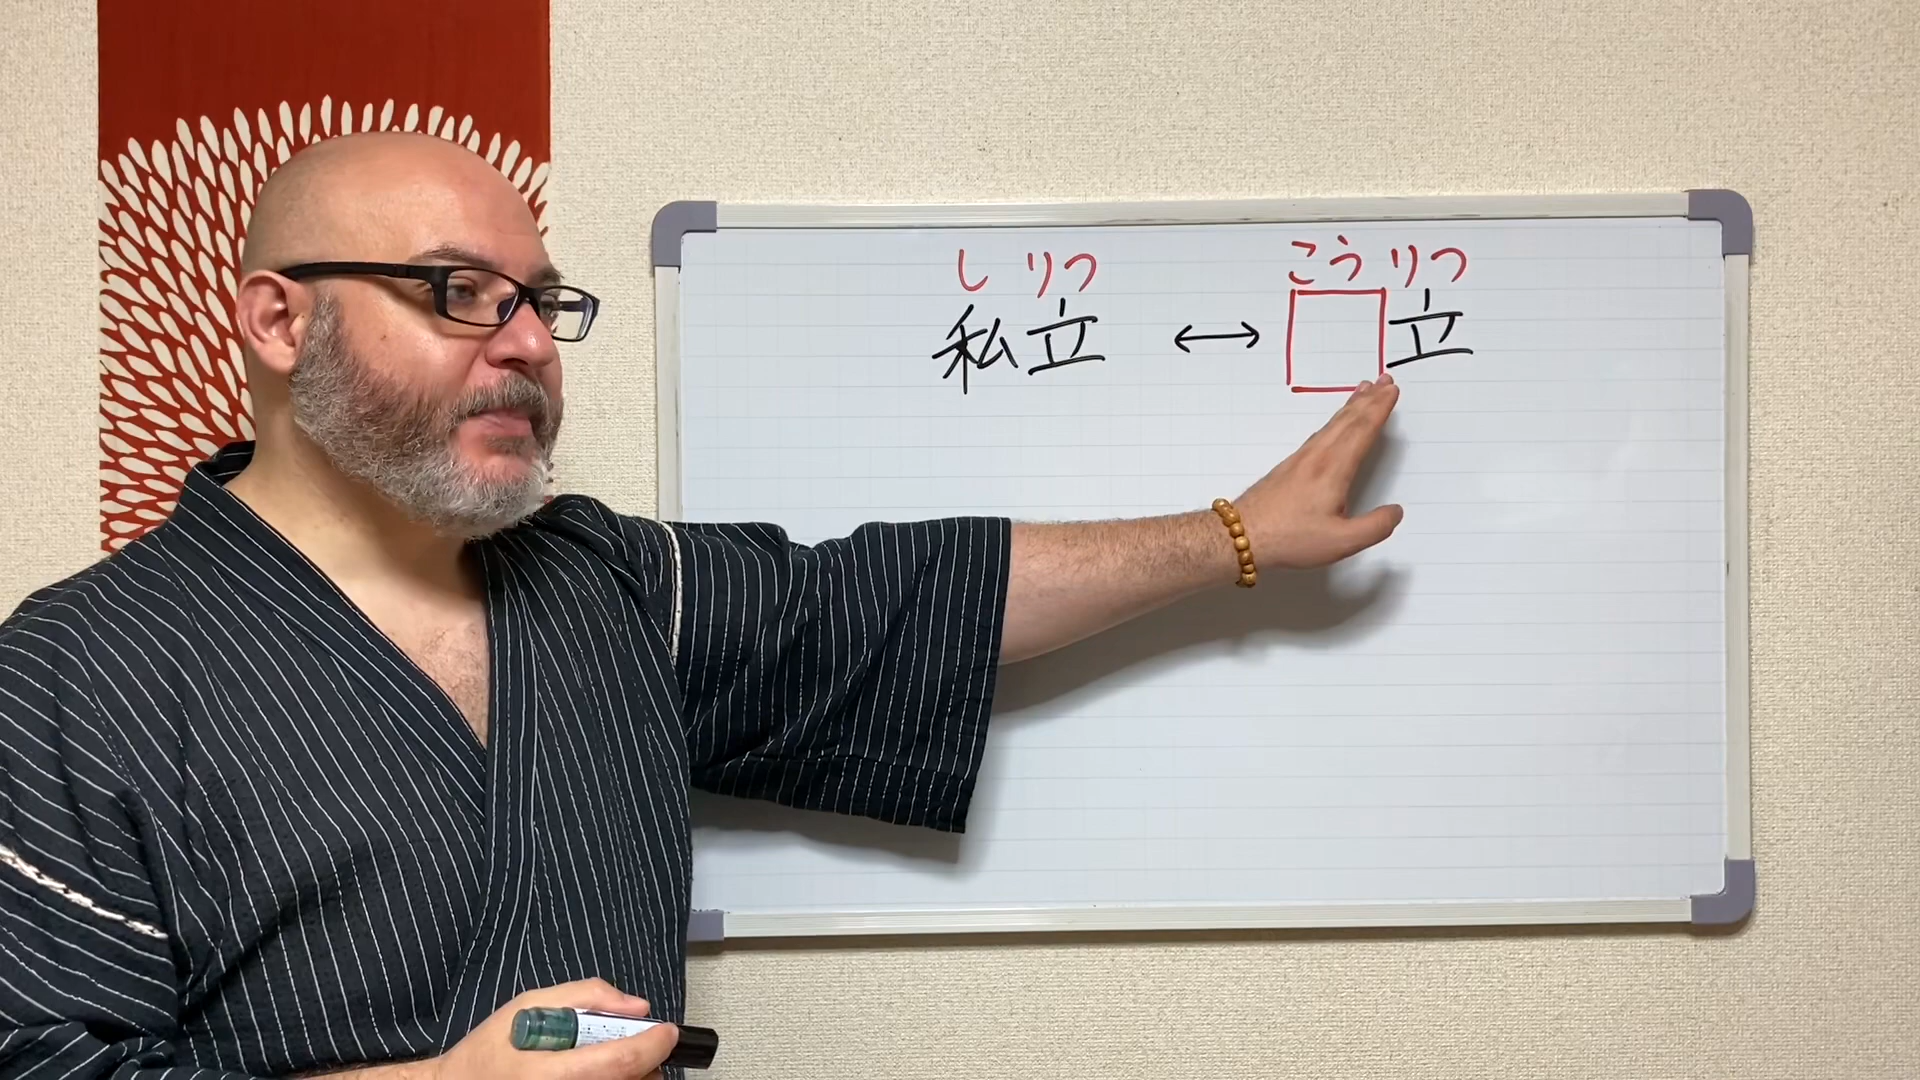 しりつ こうりつ
私立 ↔ □立